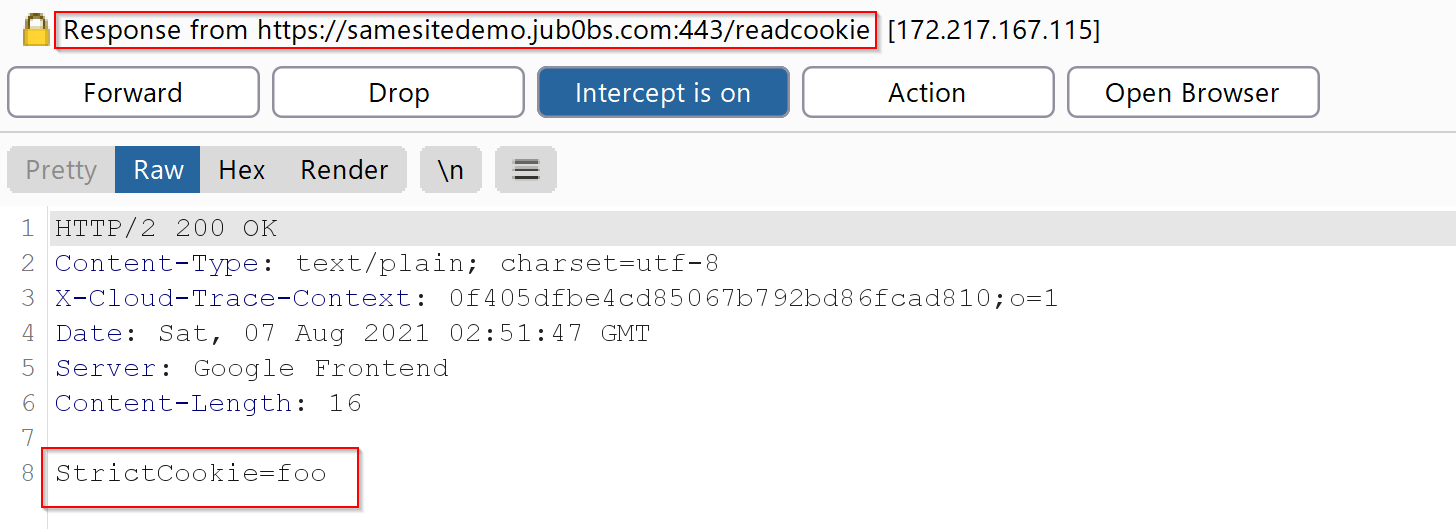 Response from https://samesitedemo.jub0bs.com:443/readcookie [172.217.167.115]
Forward Drop Intercept is on Action Open Browser
Pretty Raw Hex Render \n
1 HTTP/2 200 OK
2 Content-Type: text/plain; charset=utf-8
3 X-Cloud-Trace-Context: 0f405dfbe4cd85067b792bd86fcad810;o=1
4 Date: Sat, 07 Aug 2021 02:51:47 GMT
5 Server: Google Frontend
6 Content-Length: 16
7
8 StrictCookie=foo